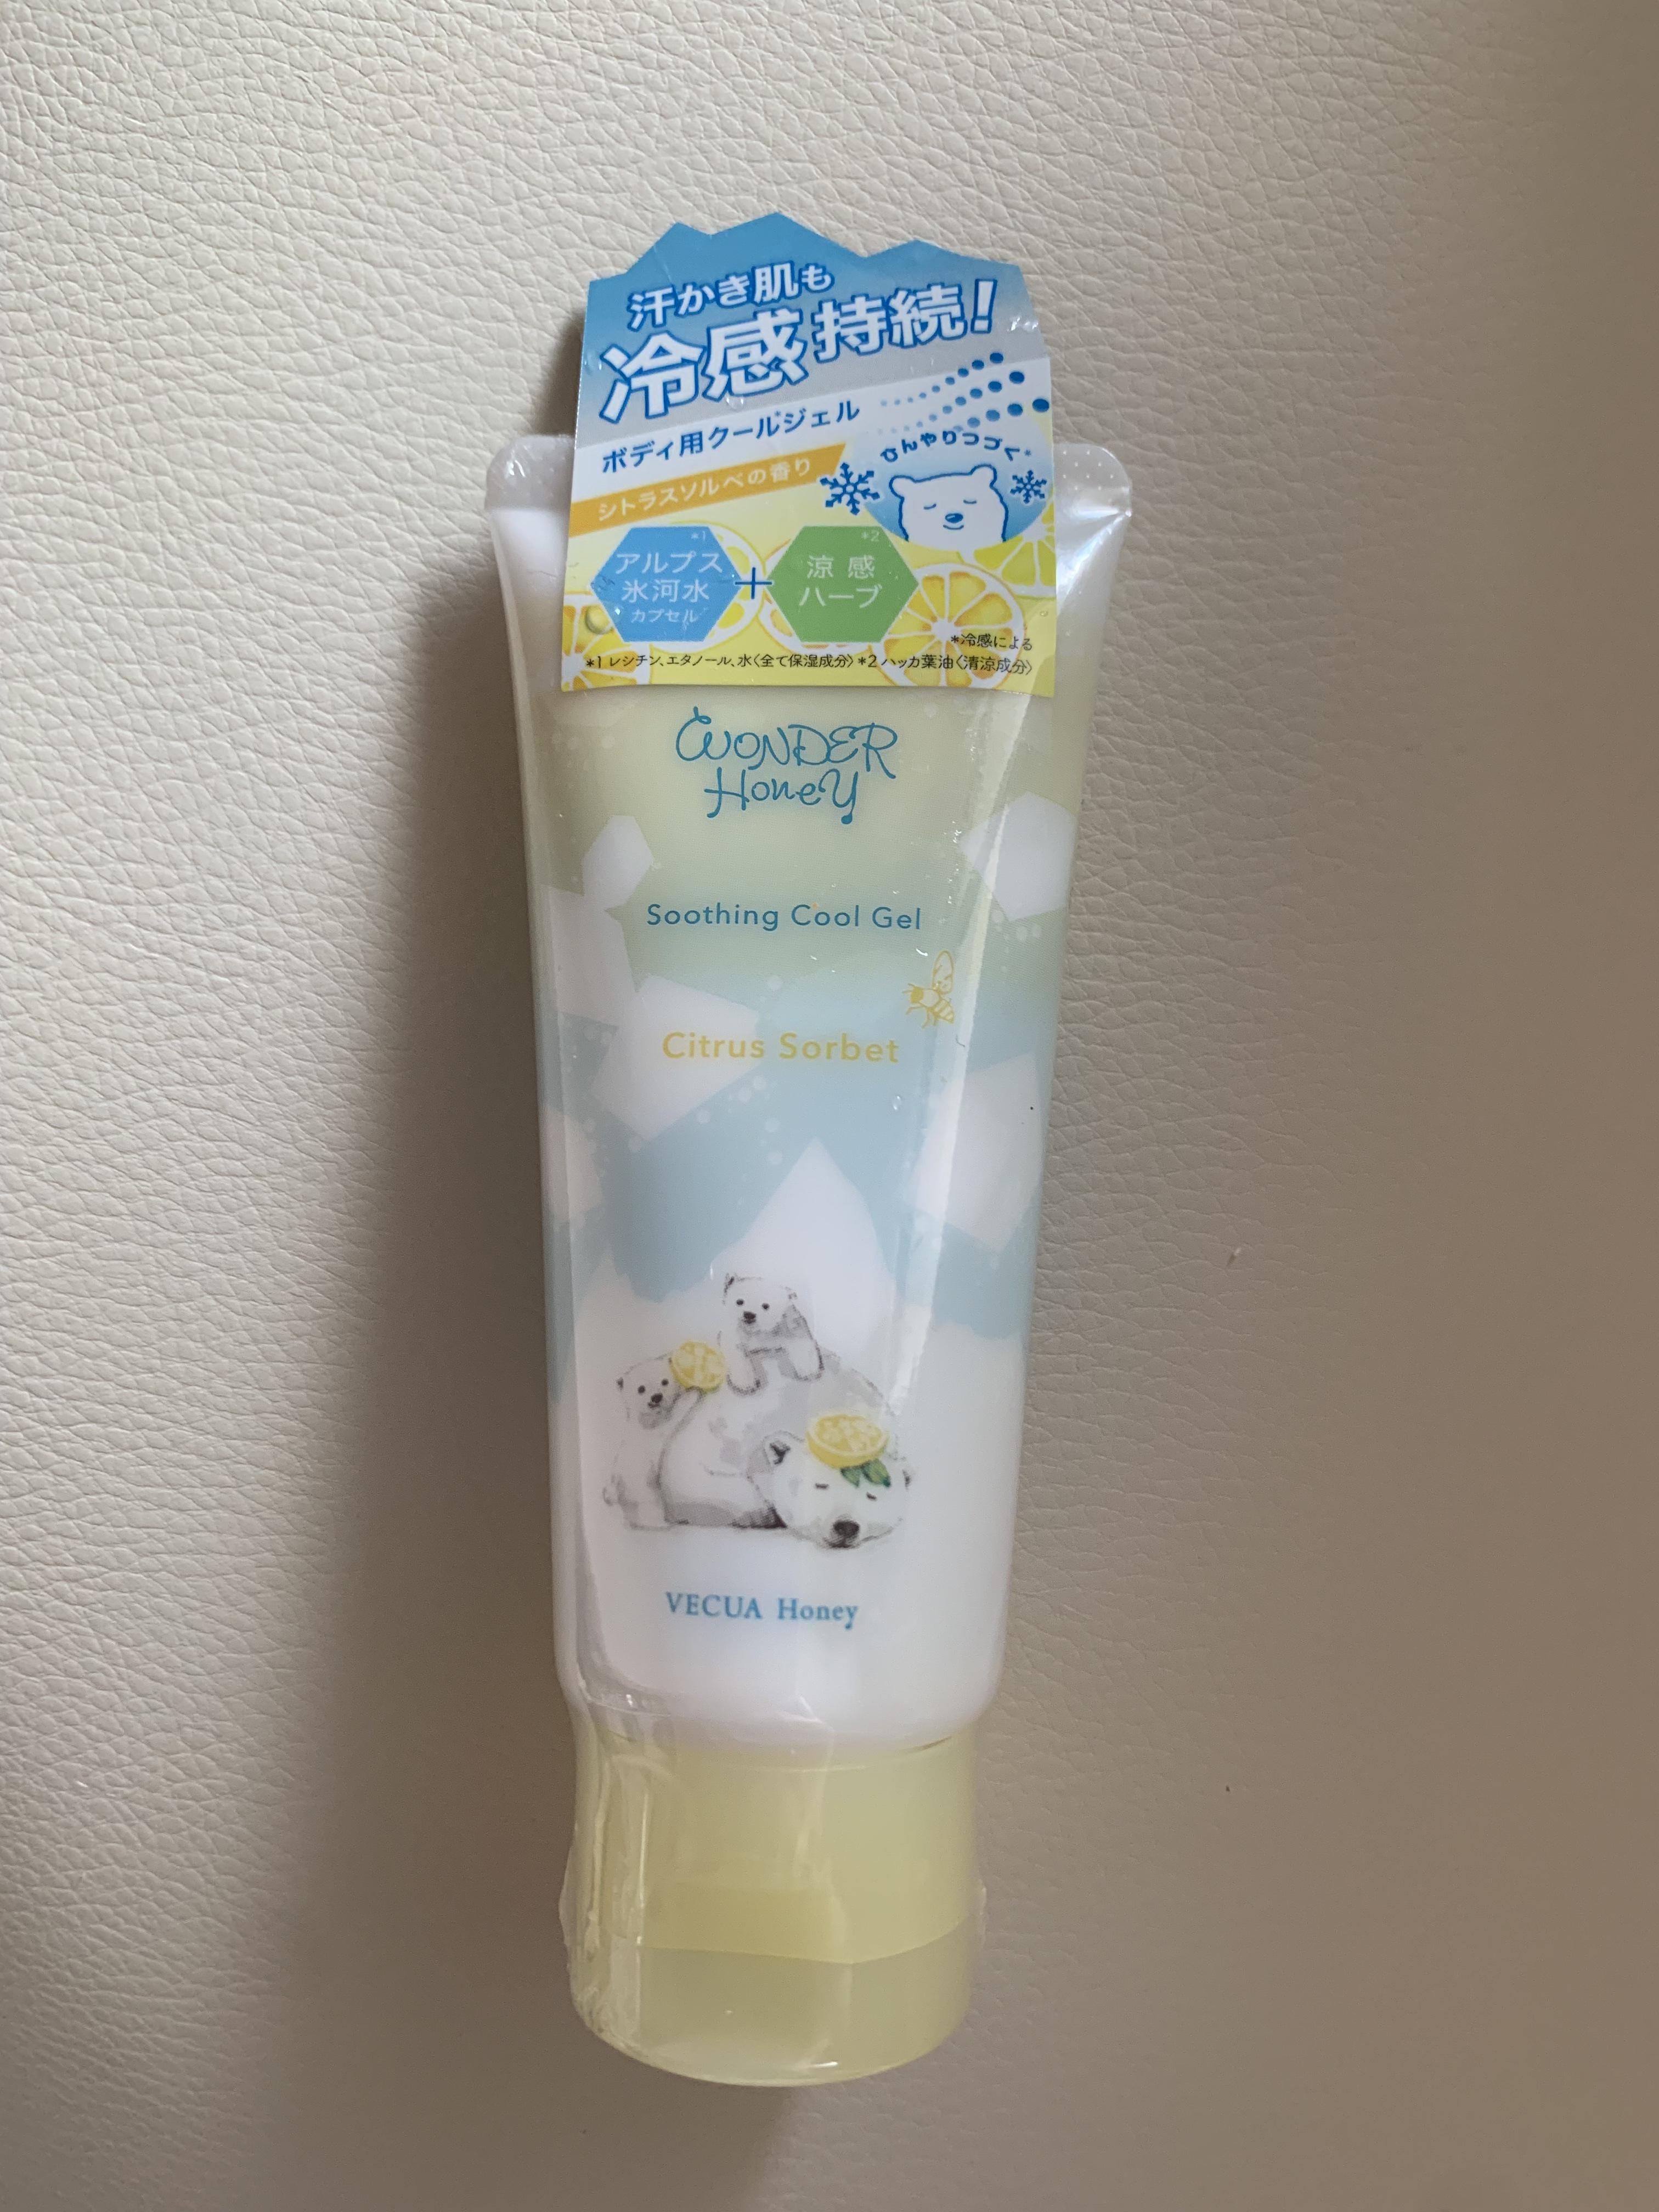 汗かき肌も
冷感持続!
ボディ用クールジェル
シトラスソルベの香り
ひんやりつづく*
アルプス*1
氷河水
カプセル
+
涼感*2
ハーブ
*冷感による
*1 レシチン、エタノール、水〈全て保湿成分〉*2 ハッカ葉油〈清涼成分〉
WONDER
Honey
Soothing Cool Gel
Citrus Sorbet
VECUA Honey